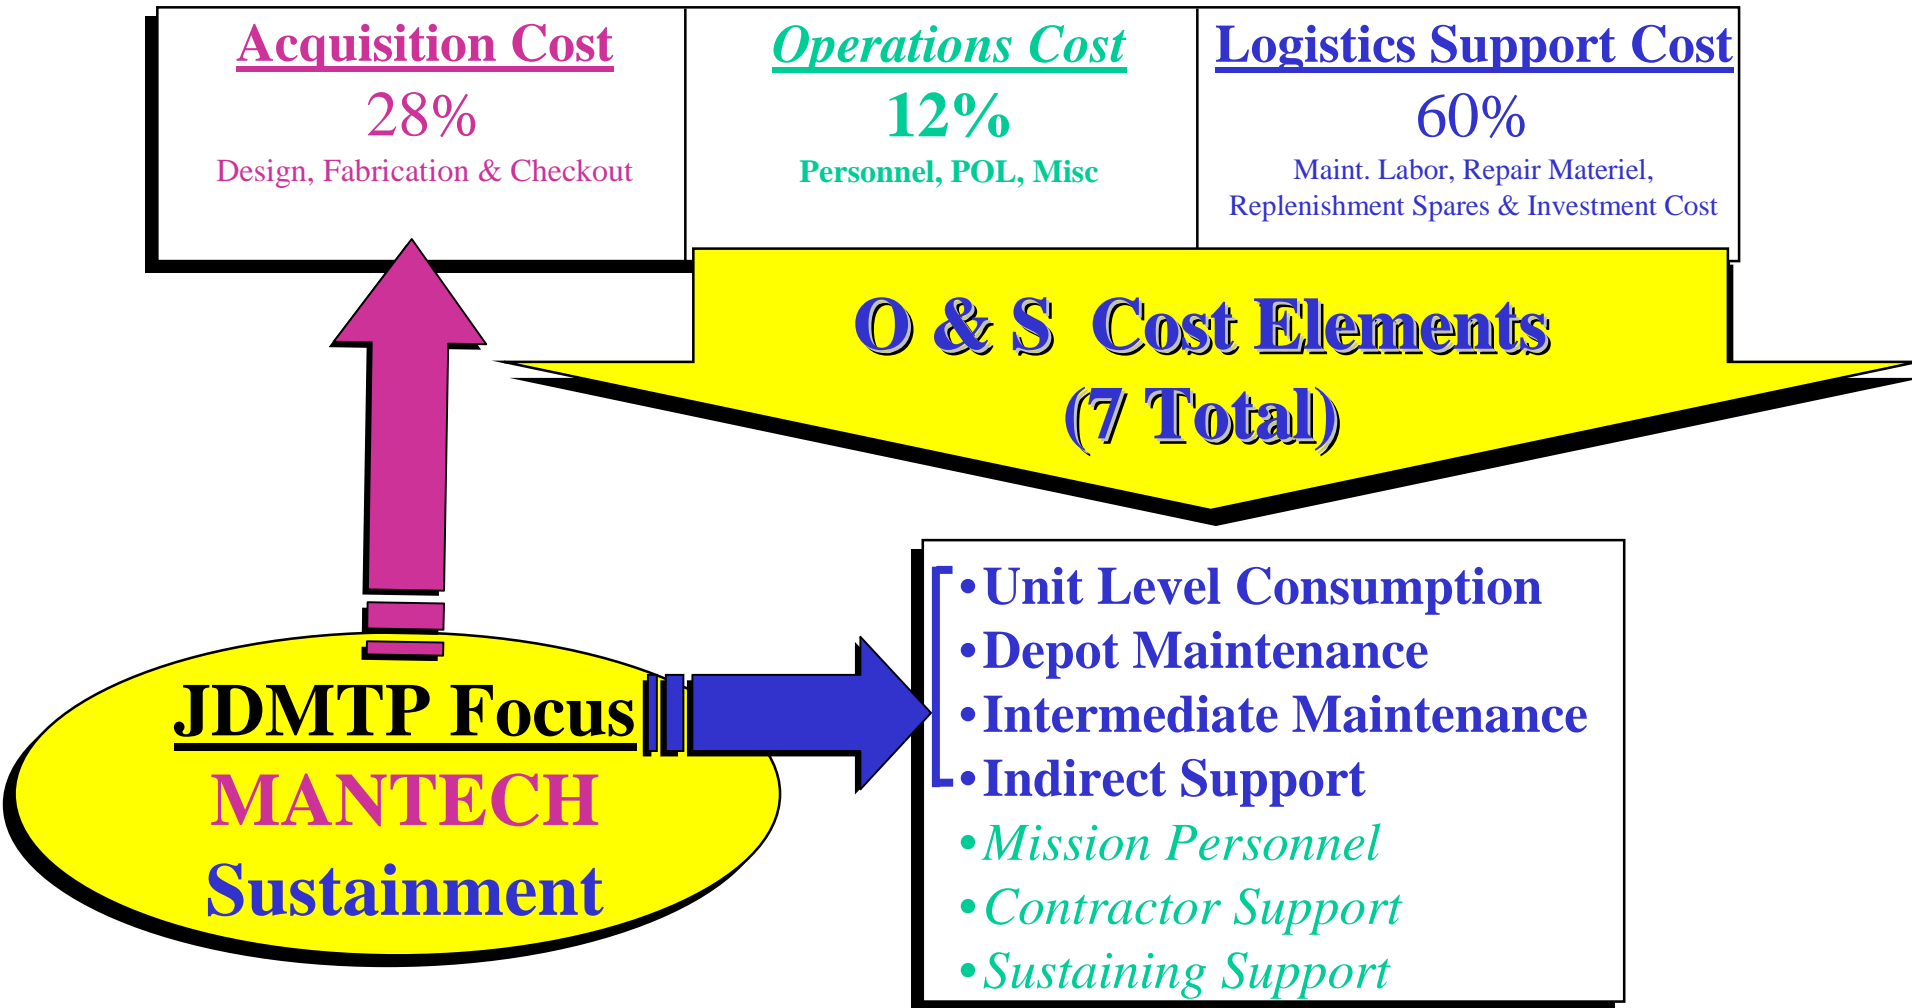 Acquisition Cost
28%
Design, Fabrication & Checkout
Operations Cost
12%
Personnel, POL, Misc
Logistics Support Cost
60%
Maint. Labor, Repair Materiel,
Replenishment Spares & Investment Cost
O & S Cost Elements
(7 Total)
JDMTP Focus
MANTECH
Sustainment
•Unit Level Consumption
•Depot Maintenance
•Intermediate Maintenance
•Indirect Support
•Mission Personnel
•Contractor Support
•Sustaining Support